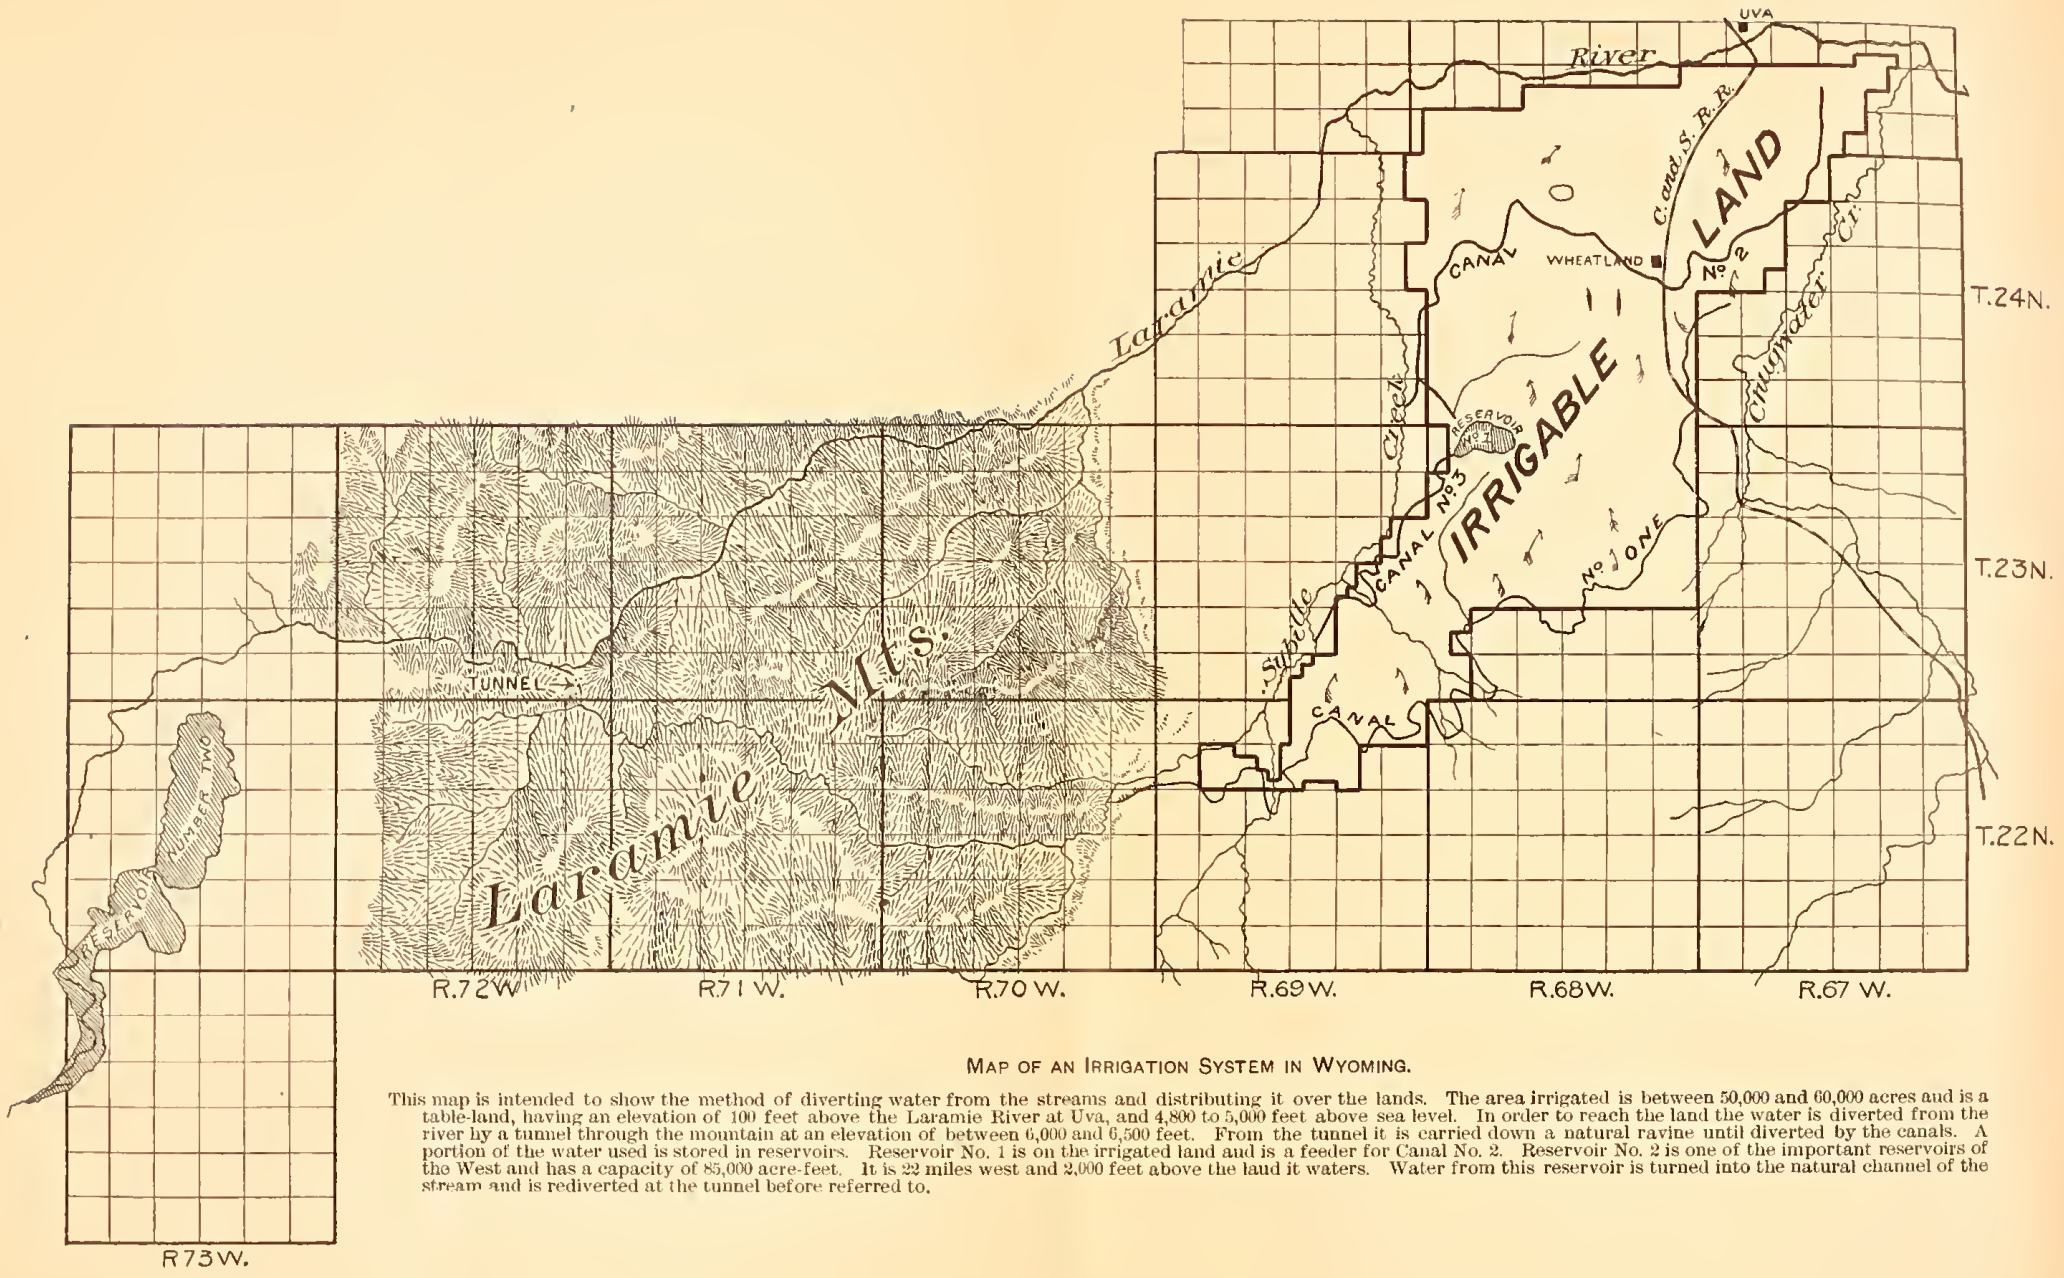 UVA
River
C. and S. R. R.
LAND
Laramie
CANAL
WHEATLAND
No 2
Cr.
T.24N.
Chugwater
Creek
RESERVOIR
No 1
IRRIGABLE
CANAL No 3
No ONE
T.23N.
Sybille
Mts.
TUNNEL
CANAL
NUMBER TWO
Laramie
T.22N.
RESERVOIR
R.72W
R.71W.
R.70W.
R.69W.
R.68W.
R.67 W.
MAP OF AN IRRIGATION SYSTEM IN WYOMING.
This map is intended to show the method of diverting water from the streams and distributing it over the lands. The area irrigated is between 50,000 and 60,000 acres and is a
table-land, having an elevation of 100 feet above the Laramie River at Uva, and 4,800 to 5,000 feet above sea level. In order to reach the land the water is diverted from the
river by a tunnel through the mountain at an elevation of between 6,000 and 6,500 feet. From the tunnel it is carried down a natural ravine until diverted by the canals. A
portion of the water used is stored in reservoirs. Reservoir No. 1 is on the irrigated land and is a feeder for Canal No. 2. Reservoir No. 2 is one of the important reservoirs of
the West and has a capacity of 85,000 acre-feet. It is 22 miles west and 2,000 feet above the land it waters. Water from this reservoir is turned into the natural channel of the
stream and is rediverted at the tunnel before referred to.
R73W.